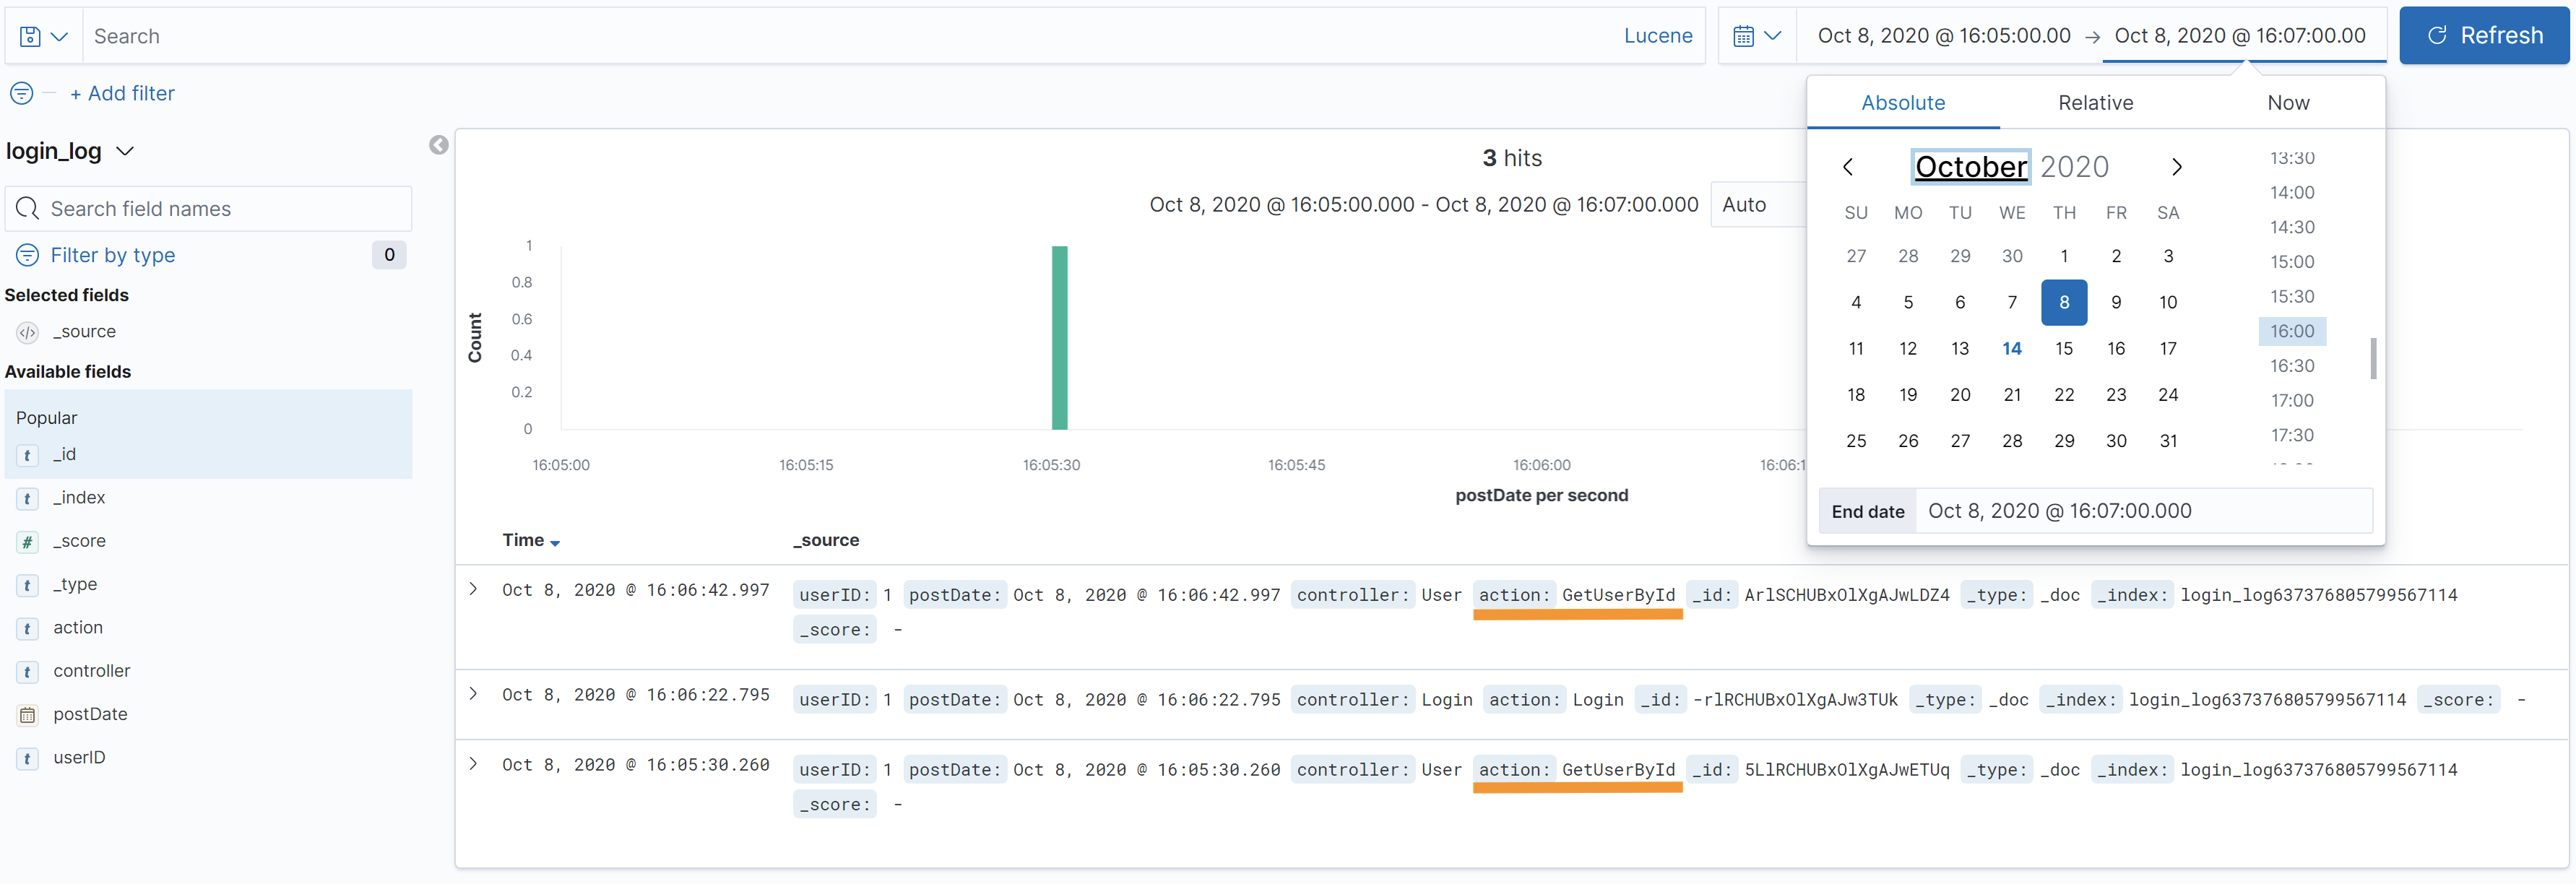 Search Lucene Oct 8, 2020 @ 16:05:00.00 → Oct 8, 2020 @ 16:07:00.00 Refresh
+ Add filter
login_log
Search field names
Filter by type 0
Selected fields
_source
Available fields
Popular
t _id
t _index
# _score
t _type
t action
t controller
postDate
t userID
3 hits
Oct 8, 2020 @ 16:05:00.000 - Oct 8, 2020 @ 16:07:00.000 Auto
Count
1
0.8
0.6
0.4
0.2
0
16:05:00 16:05:15 16:05:30 16:05:45 16:06:00 16:06:1
postDate per second
Absolute Relative Now
October 2020
SU MO TU WE TH FR SA
27 28 29 30 1 2 3
4 5 6 7 8 9 10
11 12 13 14 15 16 17
18 19 20 21 22 23 24
25 26 27 28 29 30 31
13:30
14:00
14:30
15:00
15:30
16:00
16:30
17:00
17:30
End date Oct 8, 2020 @ 16:07:00.000
Time _source
Oct 8, 2020 @ 16:06:42.997 userID: 1 postDate: Oct 8, 2020 @ 16:06:42.997 controller: User action: GetUserById _id: ArlSCHUBxOlXgAJwLDZ4 _type: _doc _index: login_log637376805799567114
_score: -
Oct 8, 2020 @ 16:06:22.795 userID: 1 postDate: Oct 8, 2020 @ 16:06:22.795 controller: Login action: Login _id: -rlRCHUBxOlXgAJw3TUk _type: _doc _index: login_log637376805799567114 _score: -
Oct 8, 2020 @ 16:05:30.260 userID: 1 postDate: Oct 8, 2020 @ 16:05:30.260 controller: User action: GetUserById _id: 5LlRCHUBxOlXgAJwETUq _type: _doc _index: login_log637376805799567114
_score: -